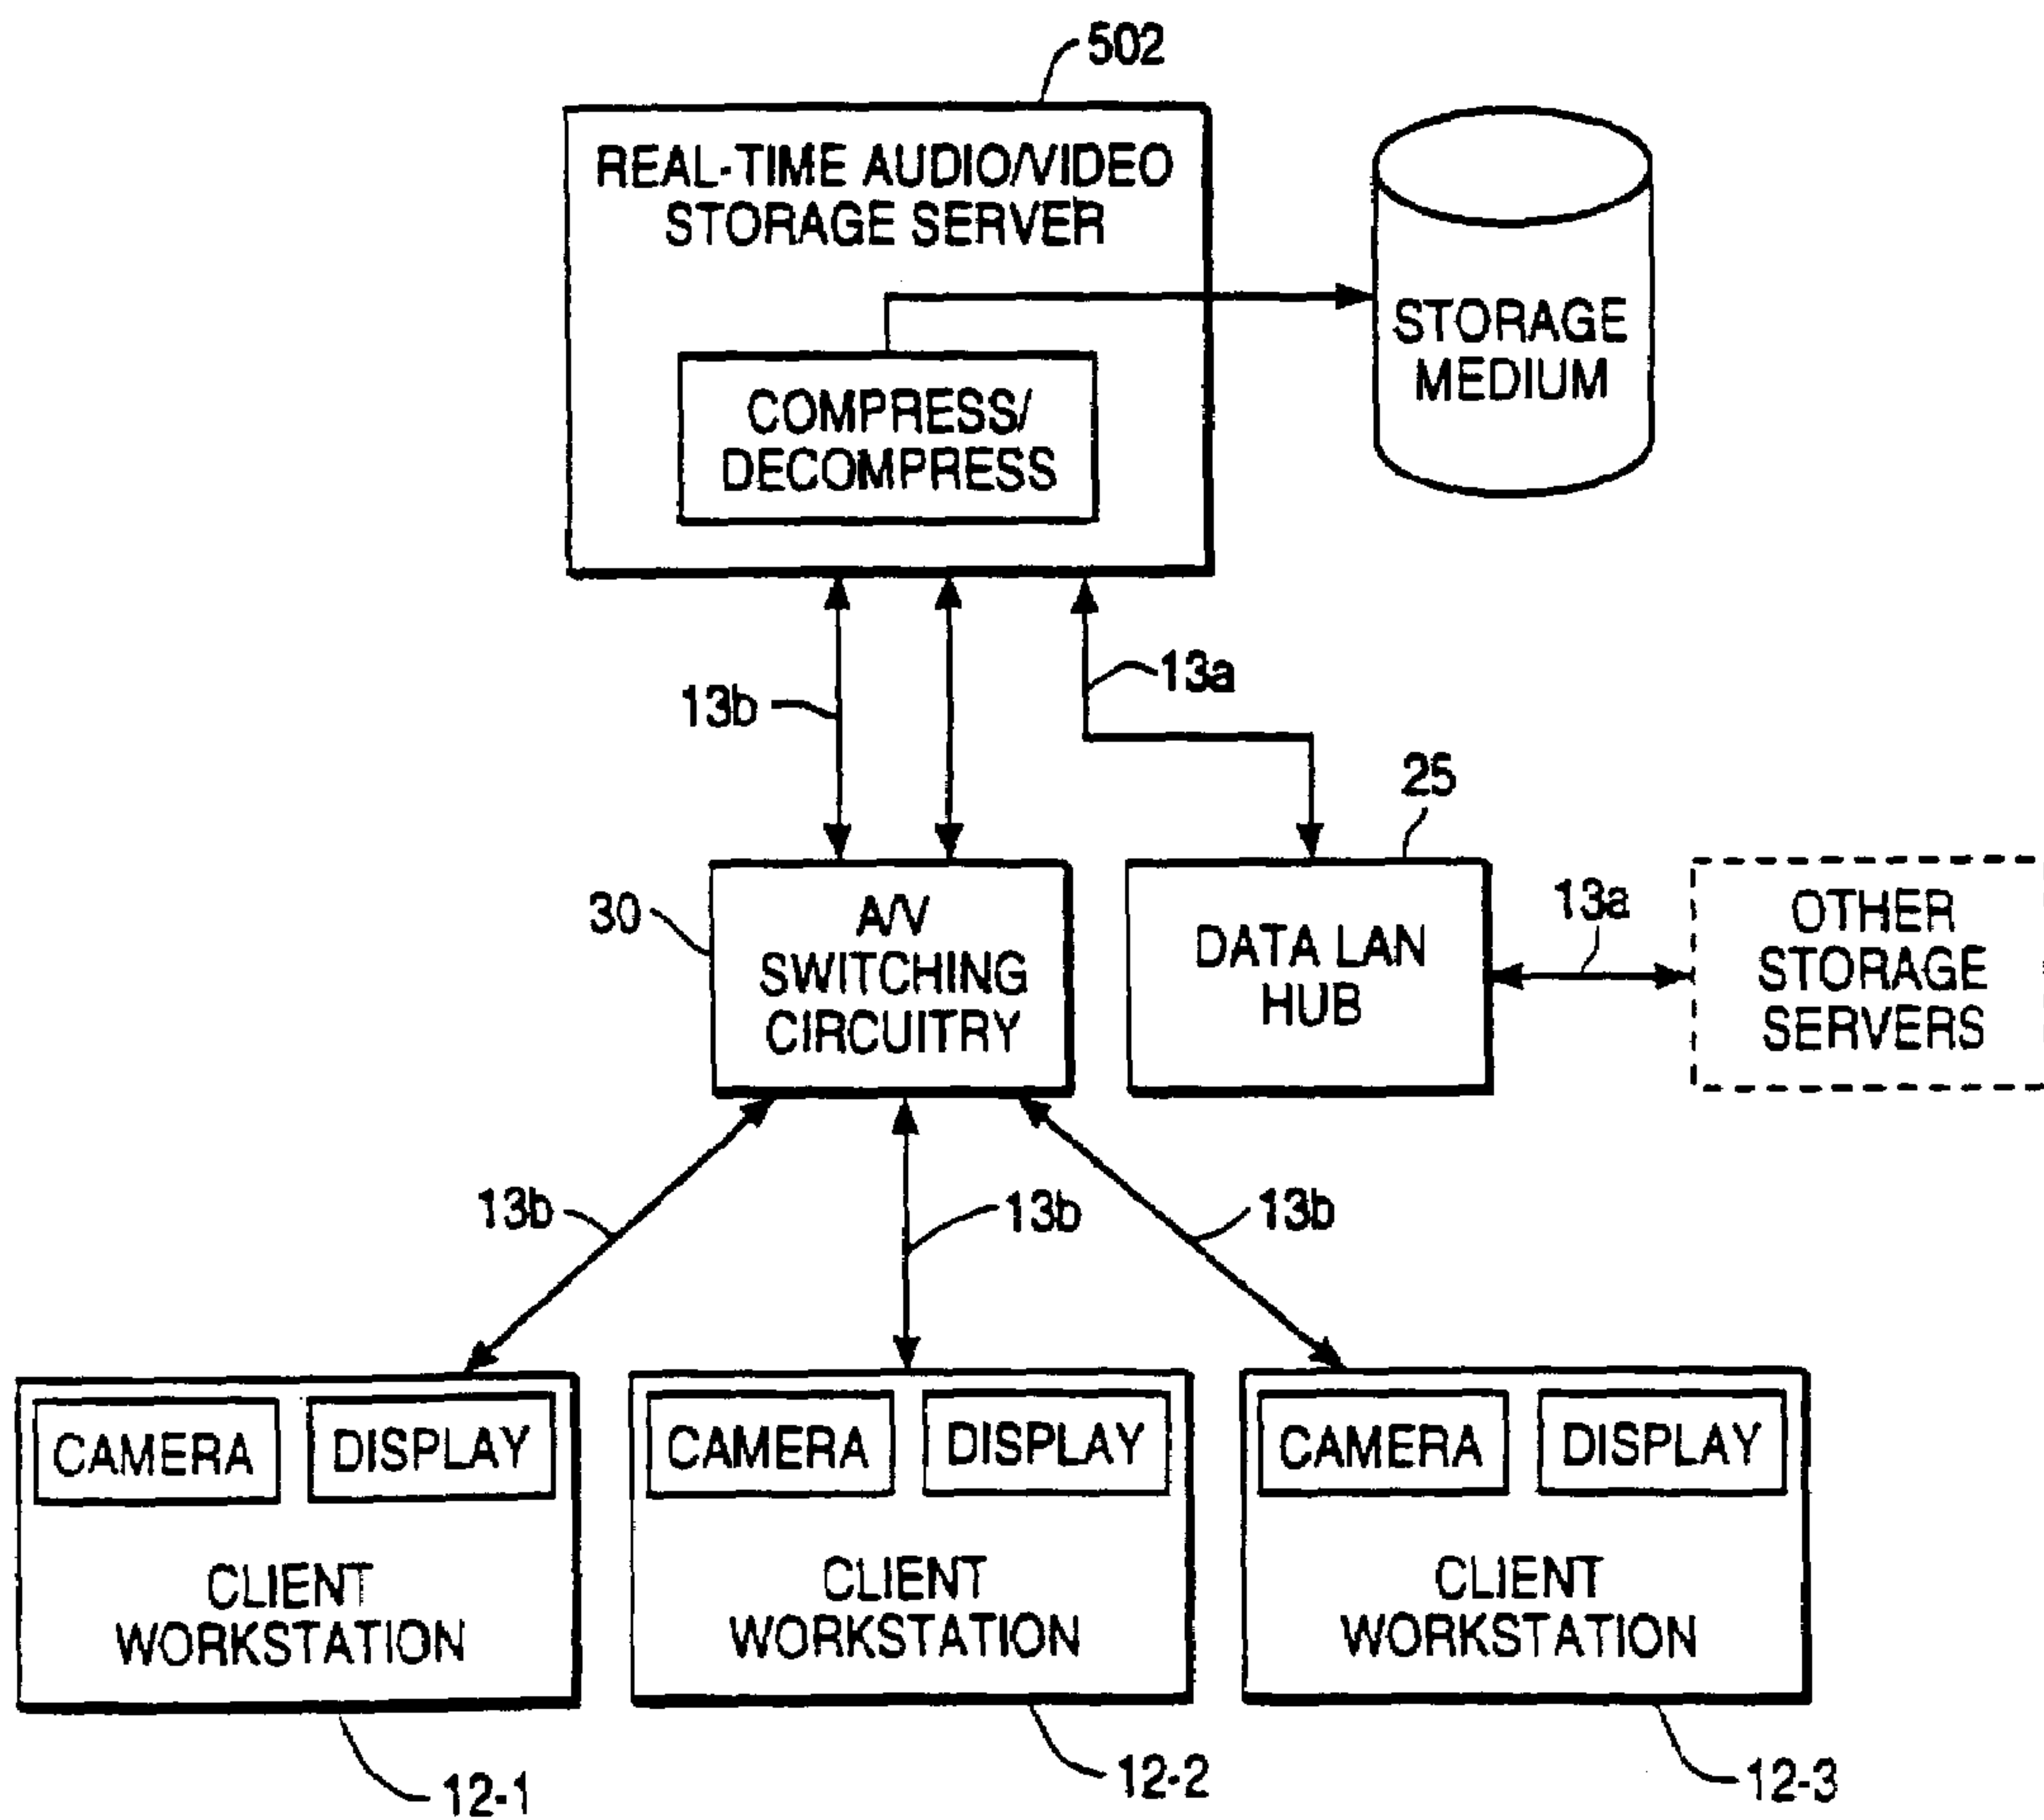 502
REAL-TIME AUDIO/VIDEO
STORAGE SERVER
COMPRESS/
DECOMPRESS
STORAGE
MEDIUM
13b
13a
25
30
A/V
SWITCHING
CIRCUITRY
DATA LAN
HUB
13a
OTHER
STORAGE
SERVERS
13b
13b
13b
CAMERA
DISPLAY
CLIENT
WORKSTATION
CAMERA
DISPLAY
CLIENT
WORKSTATION
CAMERA
DISPLAY
CLIENT
WORKSTATION
12-1
12-2
12-3